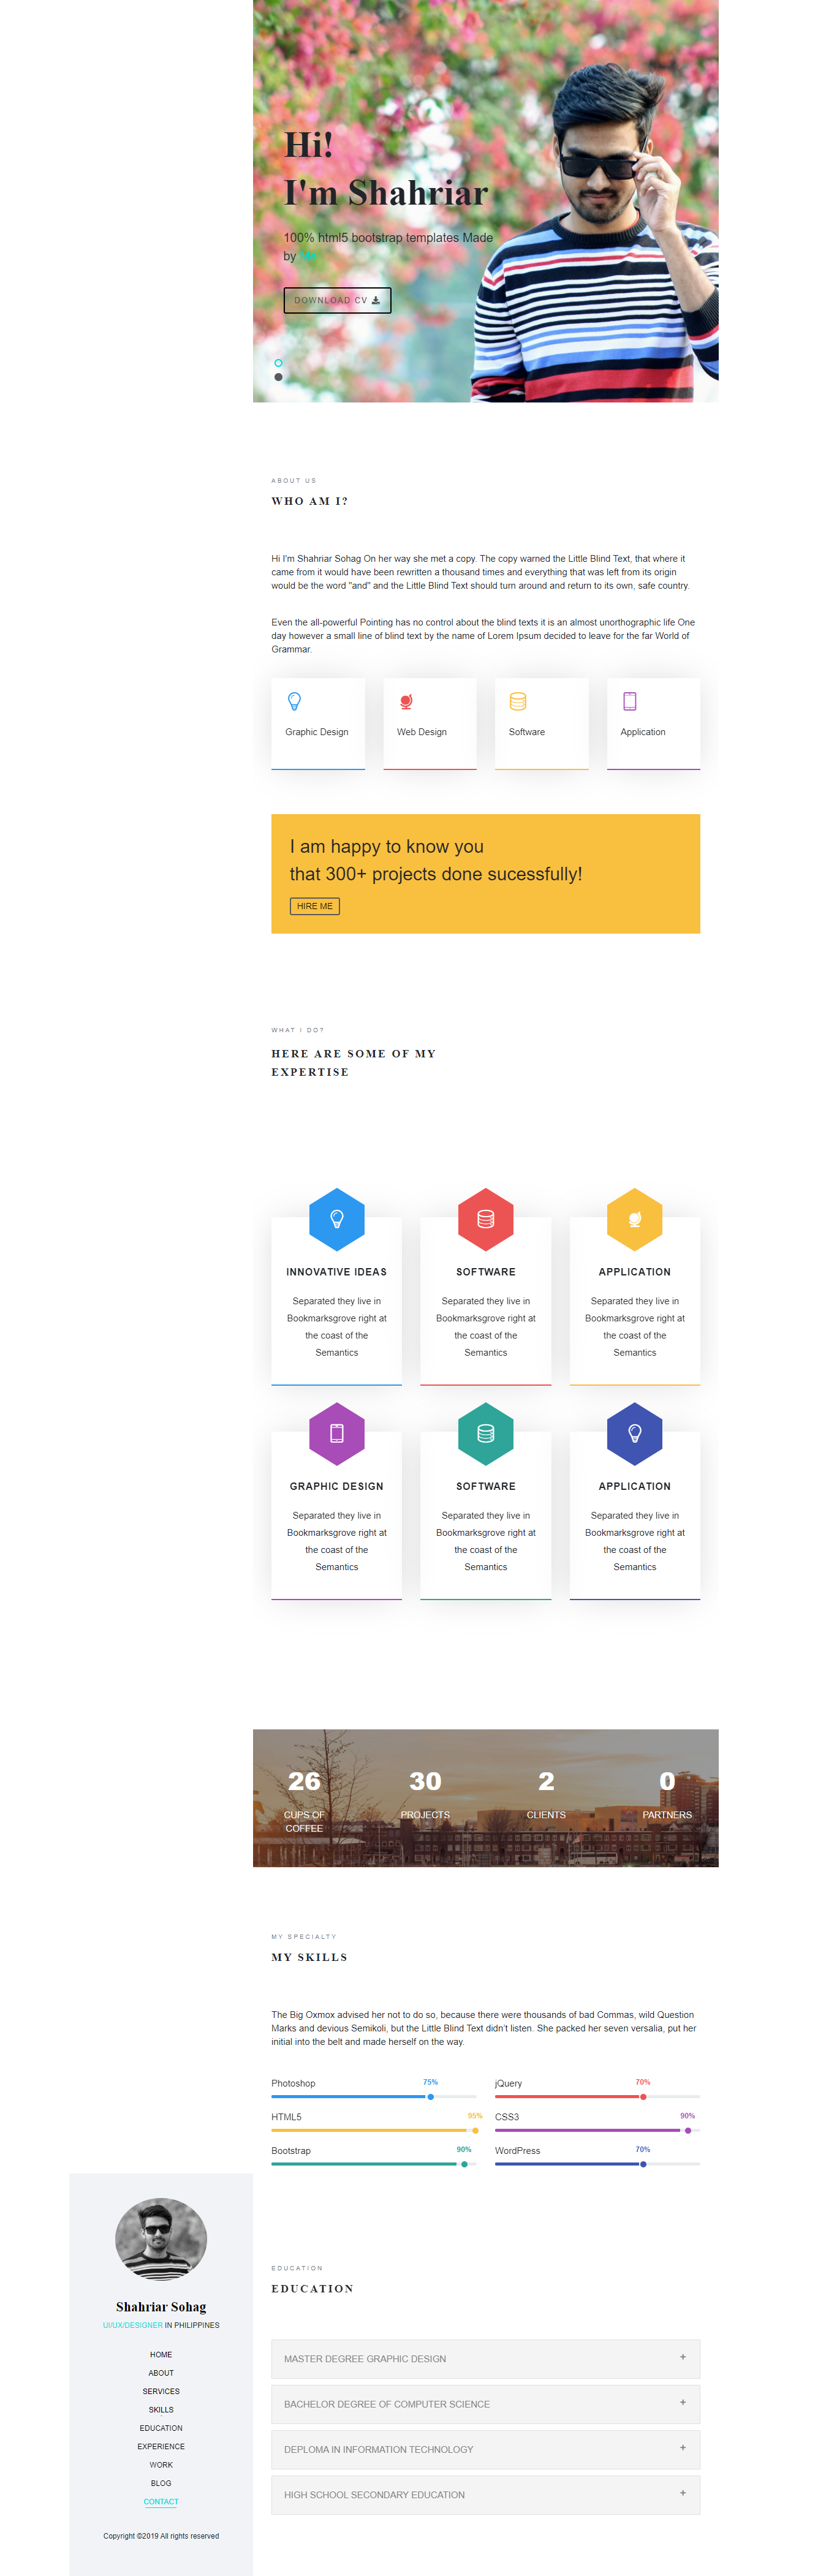 Hi!
I'm Shahriar
100% html5 bootstrap templates Made
by Me
DOWNLOAD CV
ABOUT US
WHO AM I?
Hi I'm Shahriar Sohag On her way she met a copy. The copy warned the Little Blind Text, that where it
came from it would have been rewritten a thousand times and everything that was left from its origin
would be the word "and" and the Little Blind Text should turn around and return to its own, safe country.
Even the all-powerful Pointing has no control about the blind texts it is an almost unorthographic life One
day however a small line of blind text by the name of Lorem Ipsum decided to leave for the far World of
Grammar.
Graphic Design
Web Design
Software
Application
I am happy to know you
that 300+ projects done sucessfully!
HIRE ME
WHAT I DO?
HERE ARE SOME OF MY
EXPERTISE
INNOVATIVE IDEAS
Separated they live in
Bookmarksgrove right at
the coast of the
Semantics
SOFTWARE
Separated they live in
Bookmarksgrove right at
the coast of the
Semantics
APPLICATION
Separated they live in
Bookmarksgrove right at
the coast of the
Semantics
GRAPHIC DESIGN
Separated they live in
Bookmarksgrove right at
the coast of the
Semantics
SOFTWARE
Separated they live in
Bookmarksgrove right at
the coast of the
Semantics
APPLICATION
Separated they live in
Bookmarksgrove right at
the coast of the
Semantics
26
CUPS OF
COFFEE
30
PROJECTS
2
CLIENTS
0
PARTNERS
MY SPECIALTY
MY SKILLS
The Big Oxmox advised her not to do so, because there were thousands of bad Commas, wild Question
Marks and devious Semikoli, but the Little Blind Text didn't listen. She packed her seven versalia, put her
initial into the belt and made herself on the way.
Photoshop 75%
jQuery 70%
HTML5 95%
CSS3 90%
Bootstrap 90%
WordPress 70%
Shahriar Sohag
UI/UX/DESIGNER IN PHILIPPINES
HOME
ABOUT
SERVICES
SKILLS
EDUCATION
EXPERIENCE
WORK
BLOG
CONTACT
Copyright ©2019 All rights reserved
EDUCATION
EDUCATION
MASTER DEGREE GRAPHIC DESIGN +
BACHELOR DEGREE OF COMPUTER SCIENCE +
DEPLOMA IN INFORMATION TECHNOLOGY +
HIGH SCHOOL SECONDARY EDUCATION +